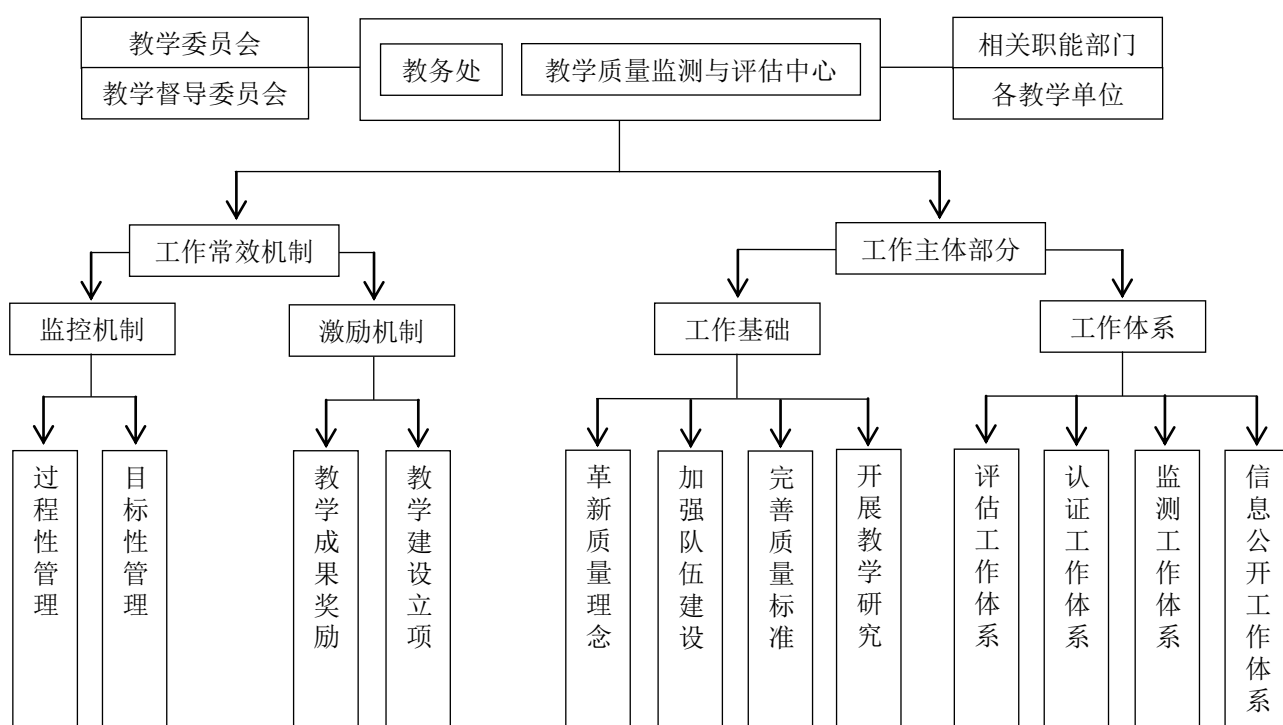 教学委员会
教学督导委员会
教务处
教学质量监测与评估中心
相关职能部门
各教学单位
工作常效机制
工作主体部分
监控机制
激励机制
工作基础
工作体系
过程性管理
目标性管理
教学成果奖励
教学建设立项
革新质量理念
加强队伍建设
完善质量标准
开展教学研究
评估工作体系
认证工作体系
监测工作体系
信息公开工作体系